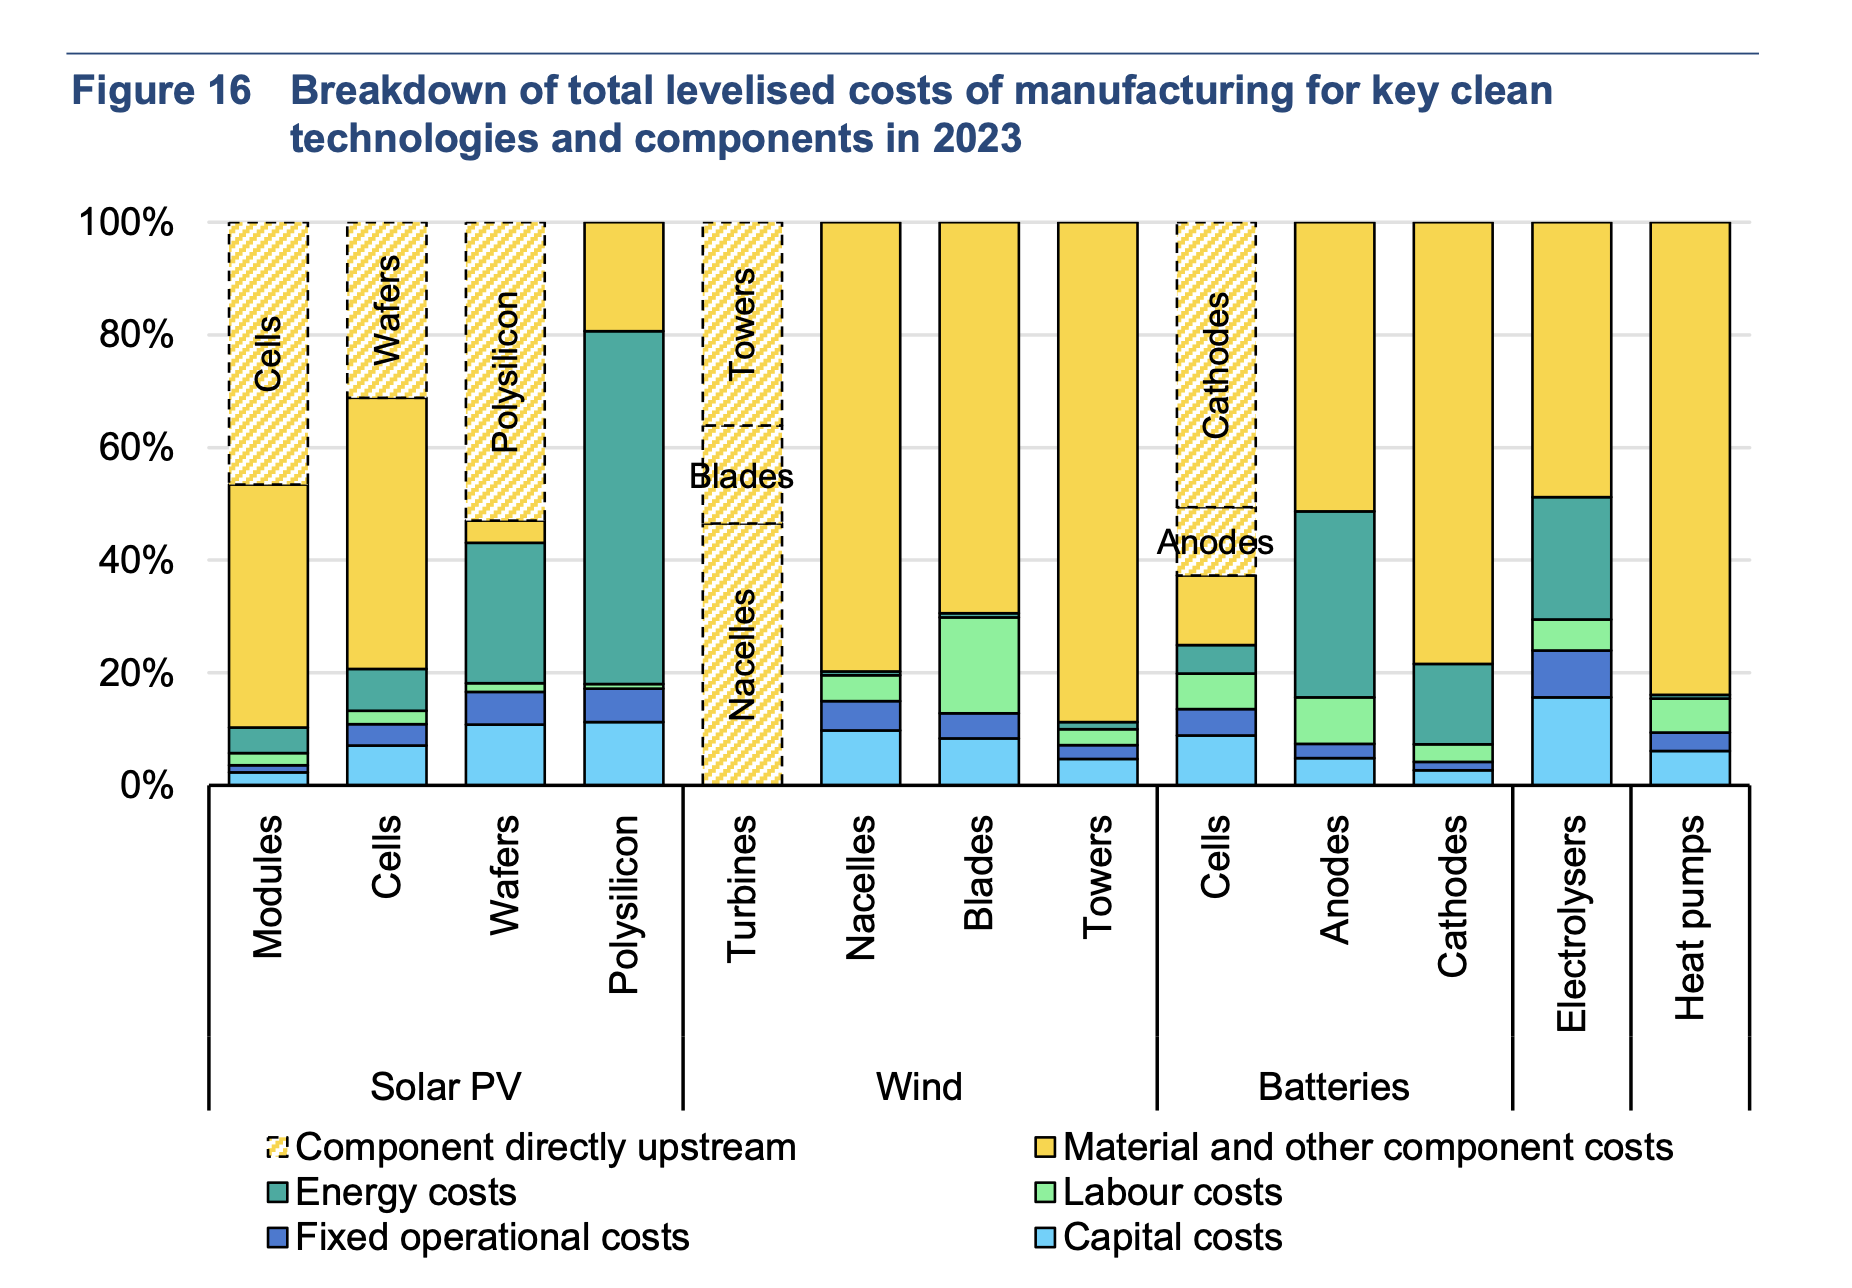 Figure 16 Breakdown of total levelised costs of manufacturing for key clean
technologies and components in 2023
100%
80%
60%
40%
20%
0%
Cells
Wafers
Polysilicon
Towers
Blades
Nacelles
Cathodes
Anodes
Modules
Cells
Wafers
Polysilicon
Turbines
Nacelles
Blades
Towers
Cells
Anodes
Cathodes
Electrolysers
Heat pumps
Solar PV
Wind
Batteries
Component directly upstream
Material and other component costs
Energy costs
Labour costs
Fixed operational costs
Capital costs